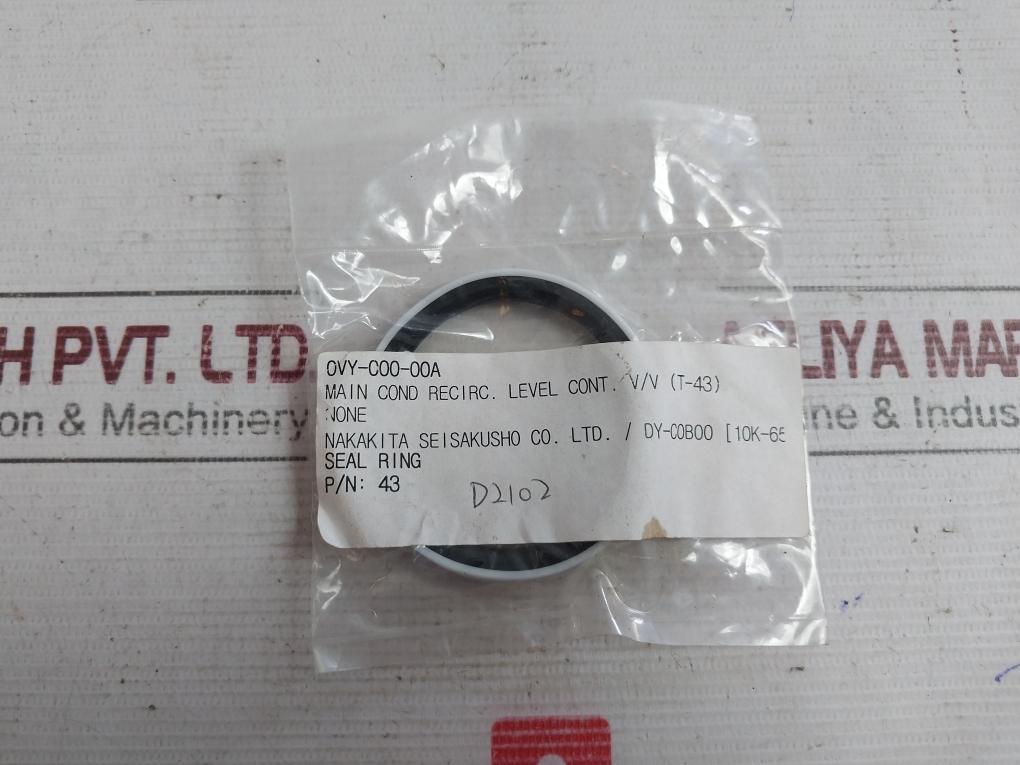 OVY-C00-00A
MAIN COND RECIRC. LEVEL CONT. V/V (T-43)
NONE
NAKAKITA SEISAKUSHO CO. LTD. / DY-COB00 [10K-65
SEAL RING
P/N: 43
D2102
H PVT. LTD
on & Machinery
LIYA MAR
ne & Indus